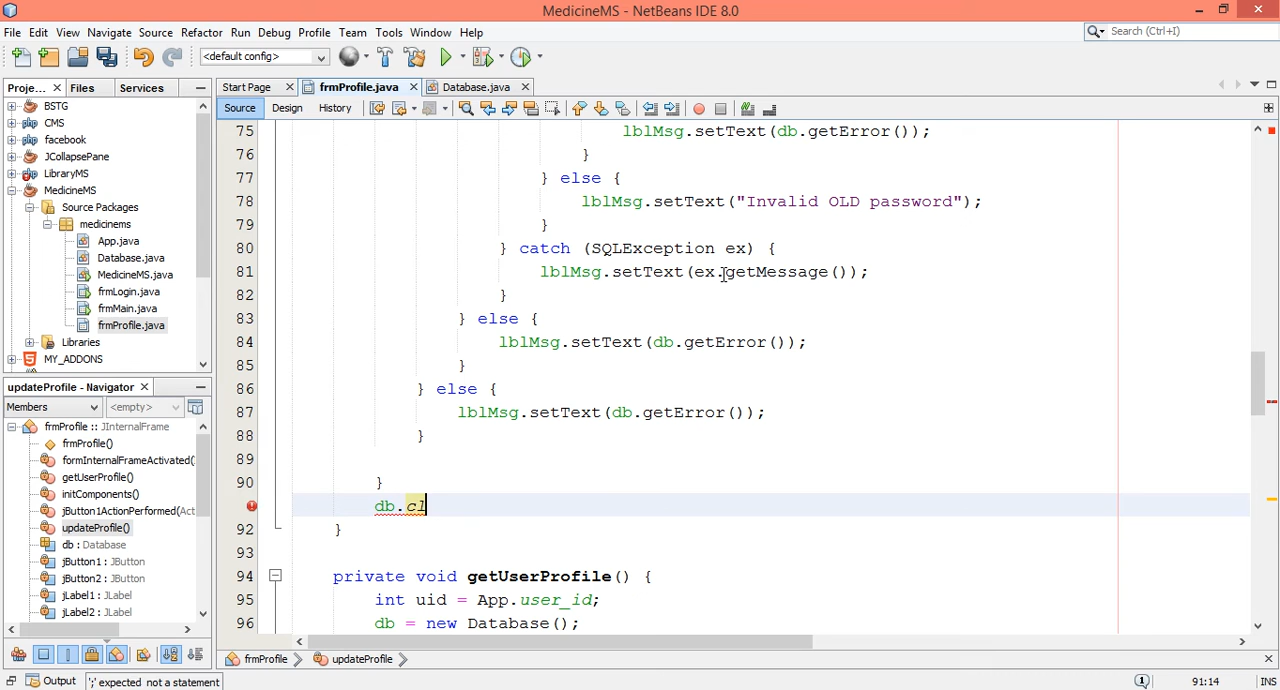 MedicineMS - NetBeans IDE 8.0
File Edit View Navigate Source Refactor Run Debug Profile Team Tools Window Help
Search (Ctrl+I)
<default config>
Proje... Files Services
Start Page frmProfile.java Database.java
BSTG
CMS
facebook
JCollapsePane
LibraryMS
MedicineMS
Source Packages
medicinems
App.java
Database.java
MedicineMS.java
frmLogin.java
frmMain.java
frmProfile.java
Libraries
MY_ADDONS
updateProfile - Navigator
Members <empty>
frmProfile :: JInternalFrame
frmProfile()
formInternalFrameActivated(
getUserProfile()
initComponents()
jButton1ActionPerformed(Act
updateProfile()
db : Database
jButton1 : JButton
jButton2 : JButton
jLabel1 : JLabel
jLabel2 : JLabel
Source Design History
75 lblMsg.setText(db.getError());
76 }
77 } else {
78 lblMsg.setText("Invalid OLD password");
79 }
80 } catch (SQLException ex) {
81 lblMsg.setText(ex.getMessage());
82 }
83 } else {
84 lblMsg.setText(db.getError());
85 }
86 } else {
87 lblMsg.setText(db.getError());
88 }
89
90 }
db.cl
92 }
93
94 private void getUserProfile() {
95 int uid = App.user_id;
96 db = new Database();
frmProfile updateProfile
Output ';' expected not a statement
1 91:14 INS